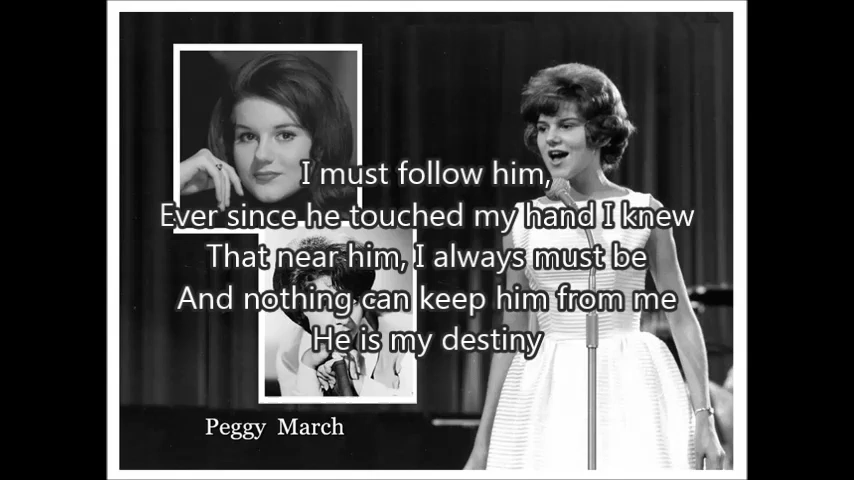 I must follow him,
Ever since he touched my hand I knew
That near him, I always must be
And nothing can keep him from me
He is my destiny
Peggy March